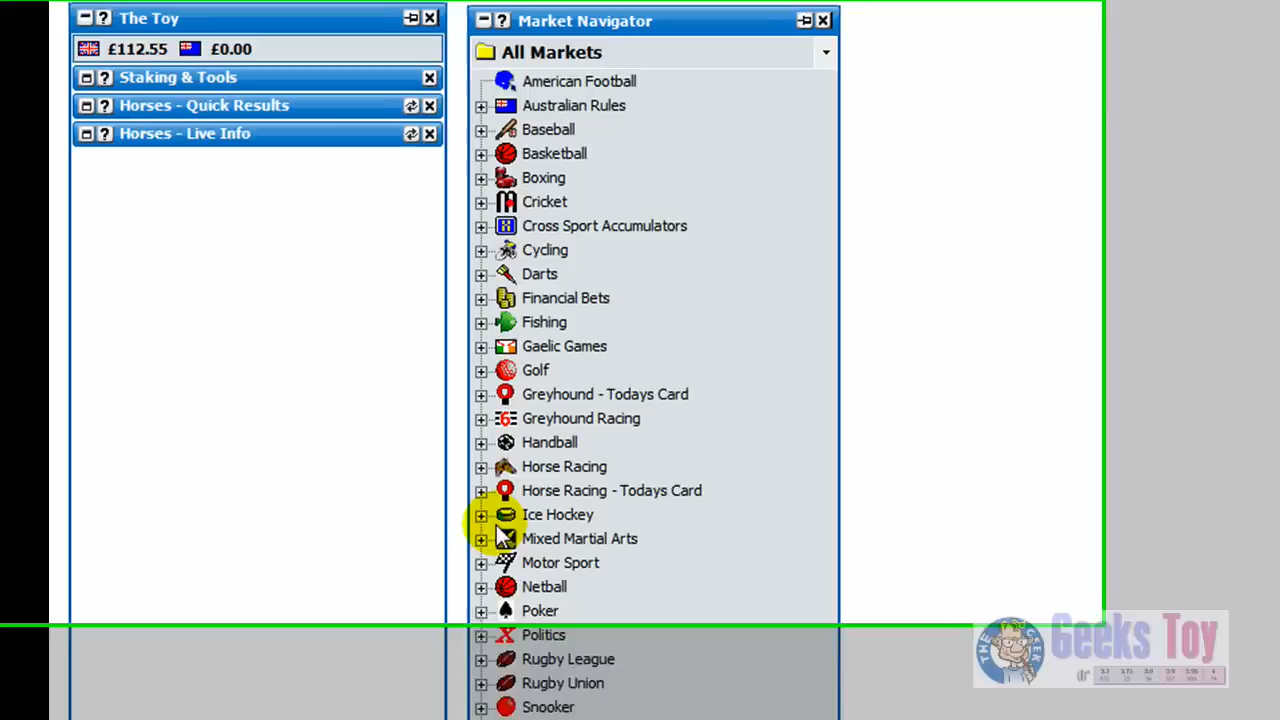 The Toy
£112.55 £0.00
Staking & Tools
Horses - Quick Results
Horses - Live Info
Market Navigator
All Markets
American Football
Australian Rules
Baseball
Basketball
Boxing
Cricket
Cross Sport Accumulators
Cycling
Darts
Financial Bets
Fishing
Gaelic Games
Golf
Greyhound - Todays Card
Greyhound Racing
Handball
Horse Racing
Horse Racing - Todays Card
Ice Hockey
Mixed Martial Arts
Motor Sport
Netball
Poker
Politics
Rugby League
Rugby Union
Snooker
THE GEEK
Geeks Toy